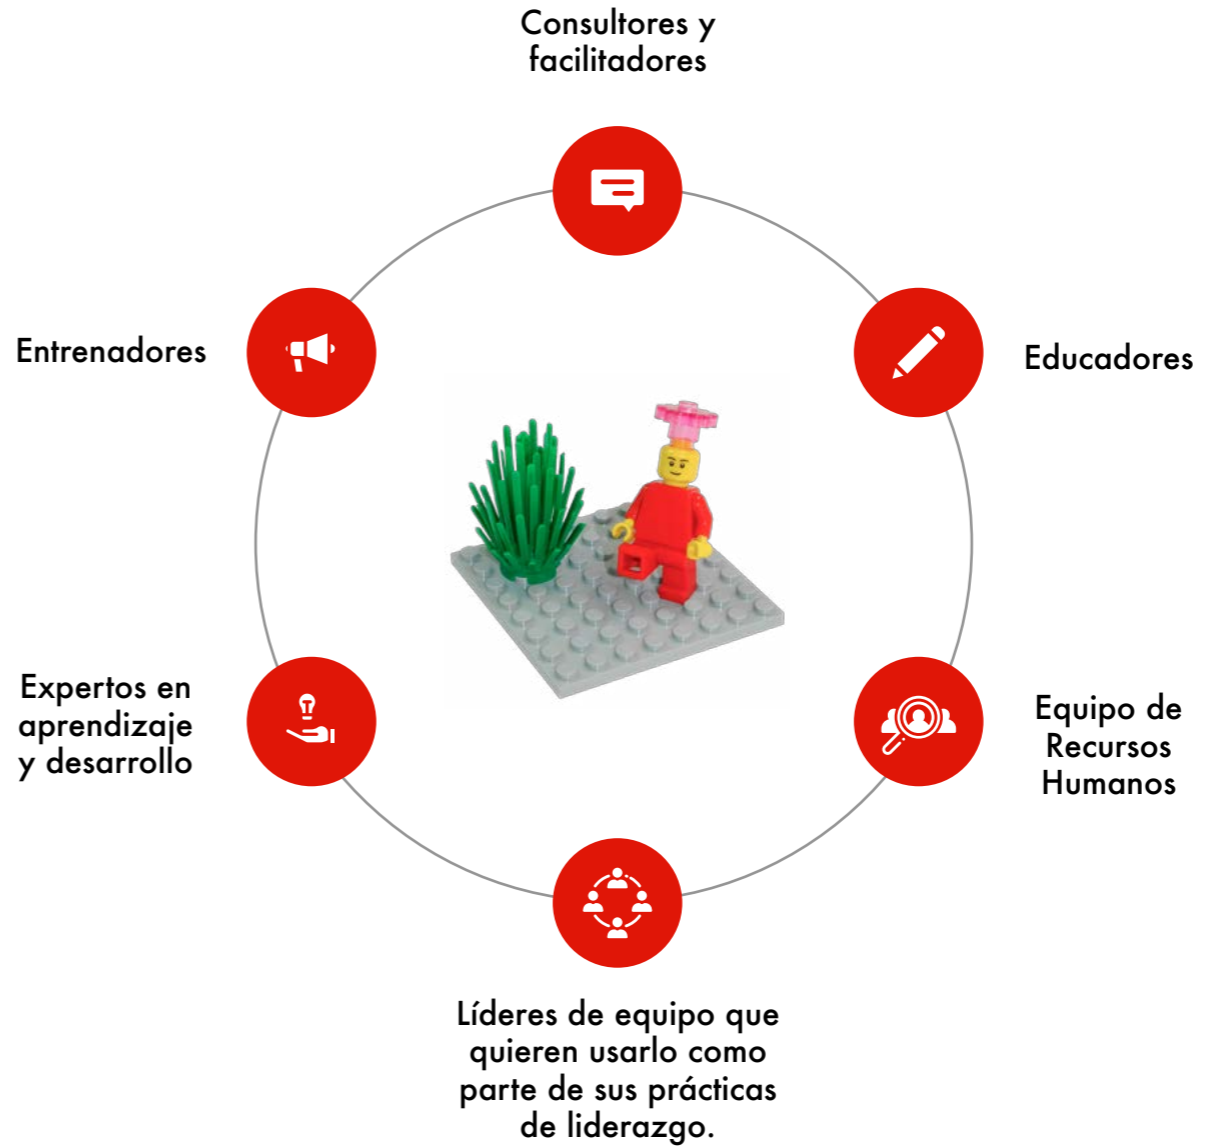 Consultores y
facilitadores
Entrenadores
Educadores
Expertos en
aprendizaje
y desarrollo
Equipo de
Recursos
Humanos
Líderes de equipo que
quieren usarlo como
parte de sus prácticas
de liderazgo.